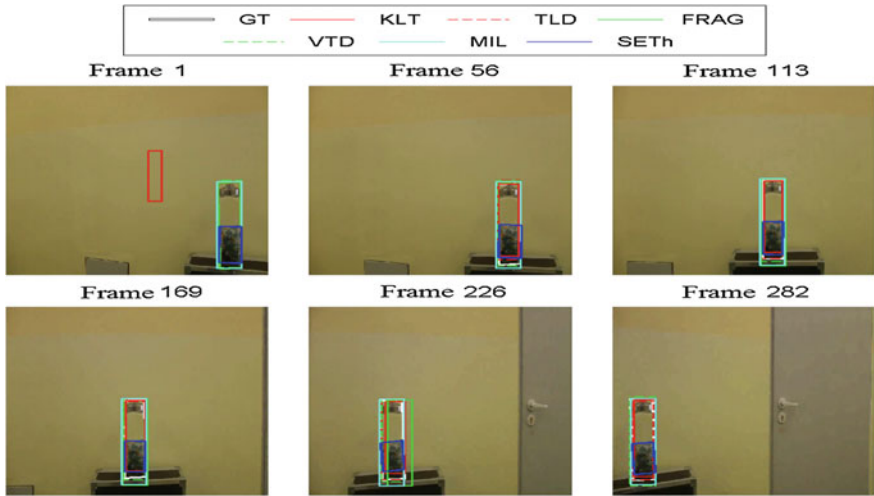 GT KLT TLD FRAG
VTD MIL SETh
Frame 1 Frame 56 Frame 113
Frame 169 Frame 226 Frame 282